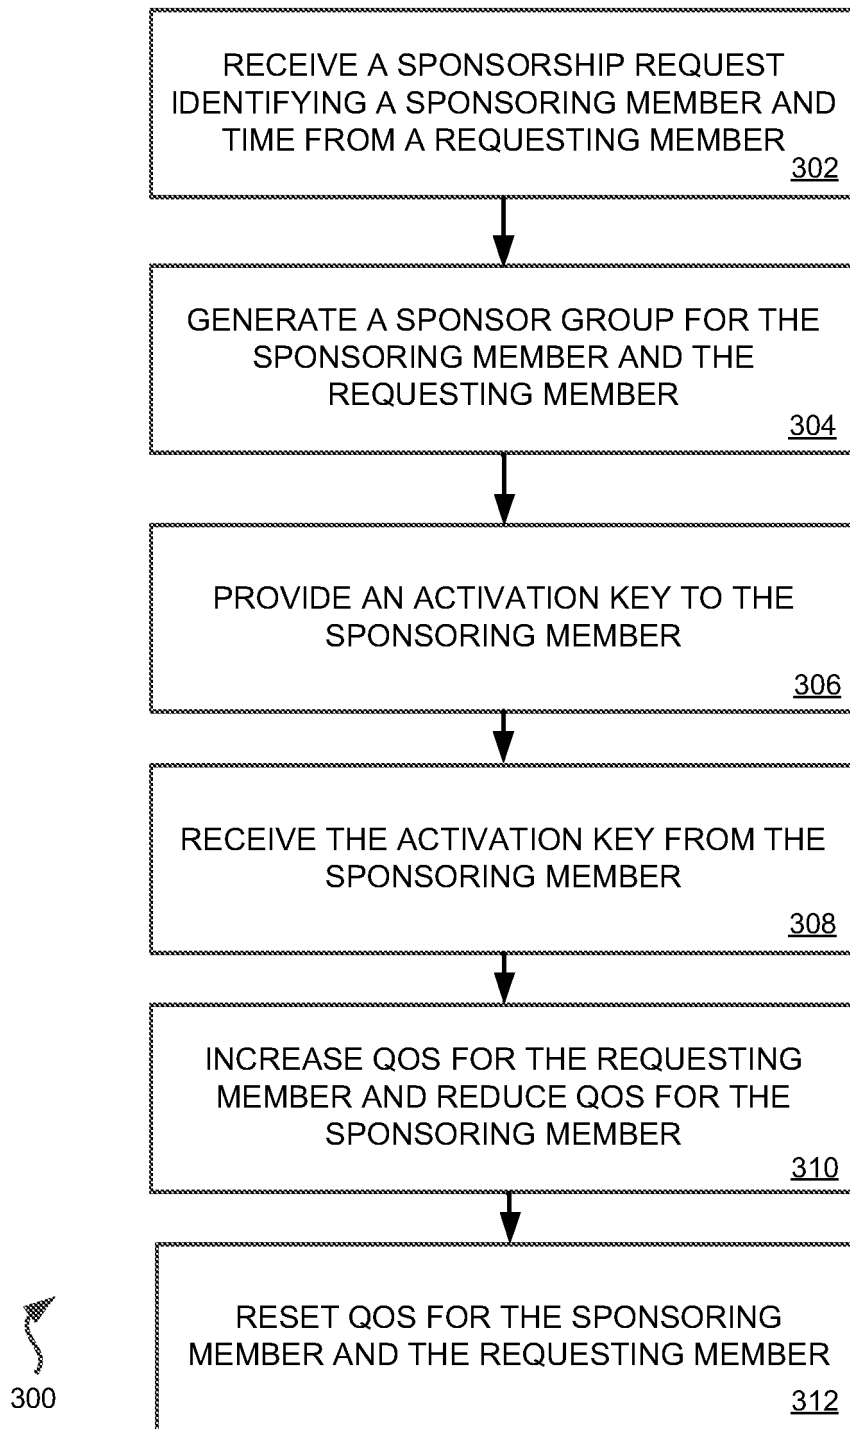 RECEIVE A SPONSORSHIP REQUEST
IDENTIFYING A SPONSORING MEMBER AND
TIME FROM A REQUESTING MEMBER
302
GENERATE A SPONSOR GROUP FOR THE
SPONSORING MEMBER AND THE
REQUESTING MEMBER
304
PROVIDE AN ACTIVATION KEY TO THE
SPONSORING MEMBER
306
RECEIVE THE ACTIVATION KEY FROM THE
SPONSORING MEMBER
308
INCREASE QOS FOR THE REQUESTING
MEMBER AND REDUCE QOS FOR THE
SPONSORING MEMBER
310
RESET QOS FOR THE SPONSORING
MEMBER AND THE REQUESTING MEMBER
312
300